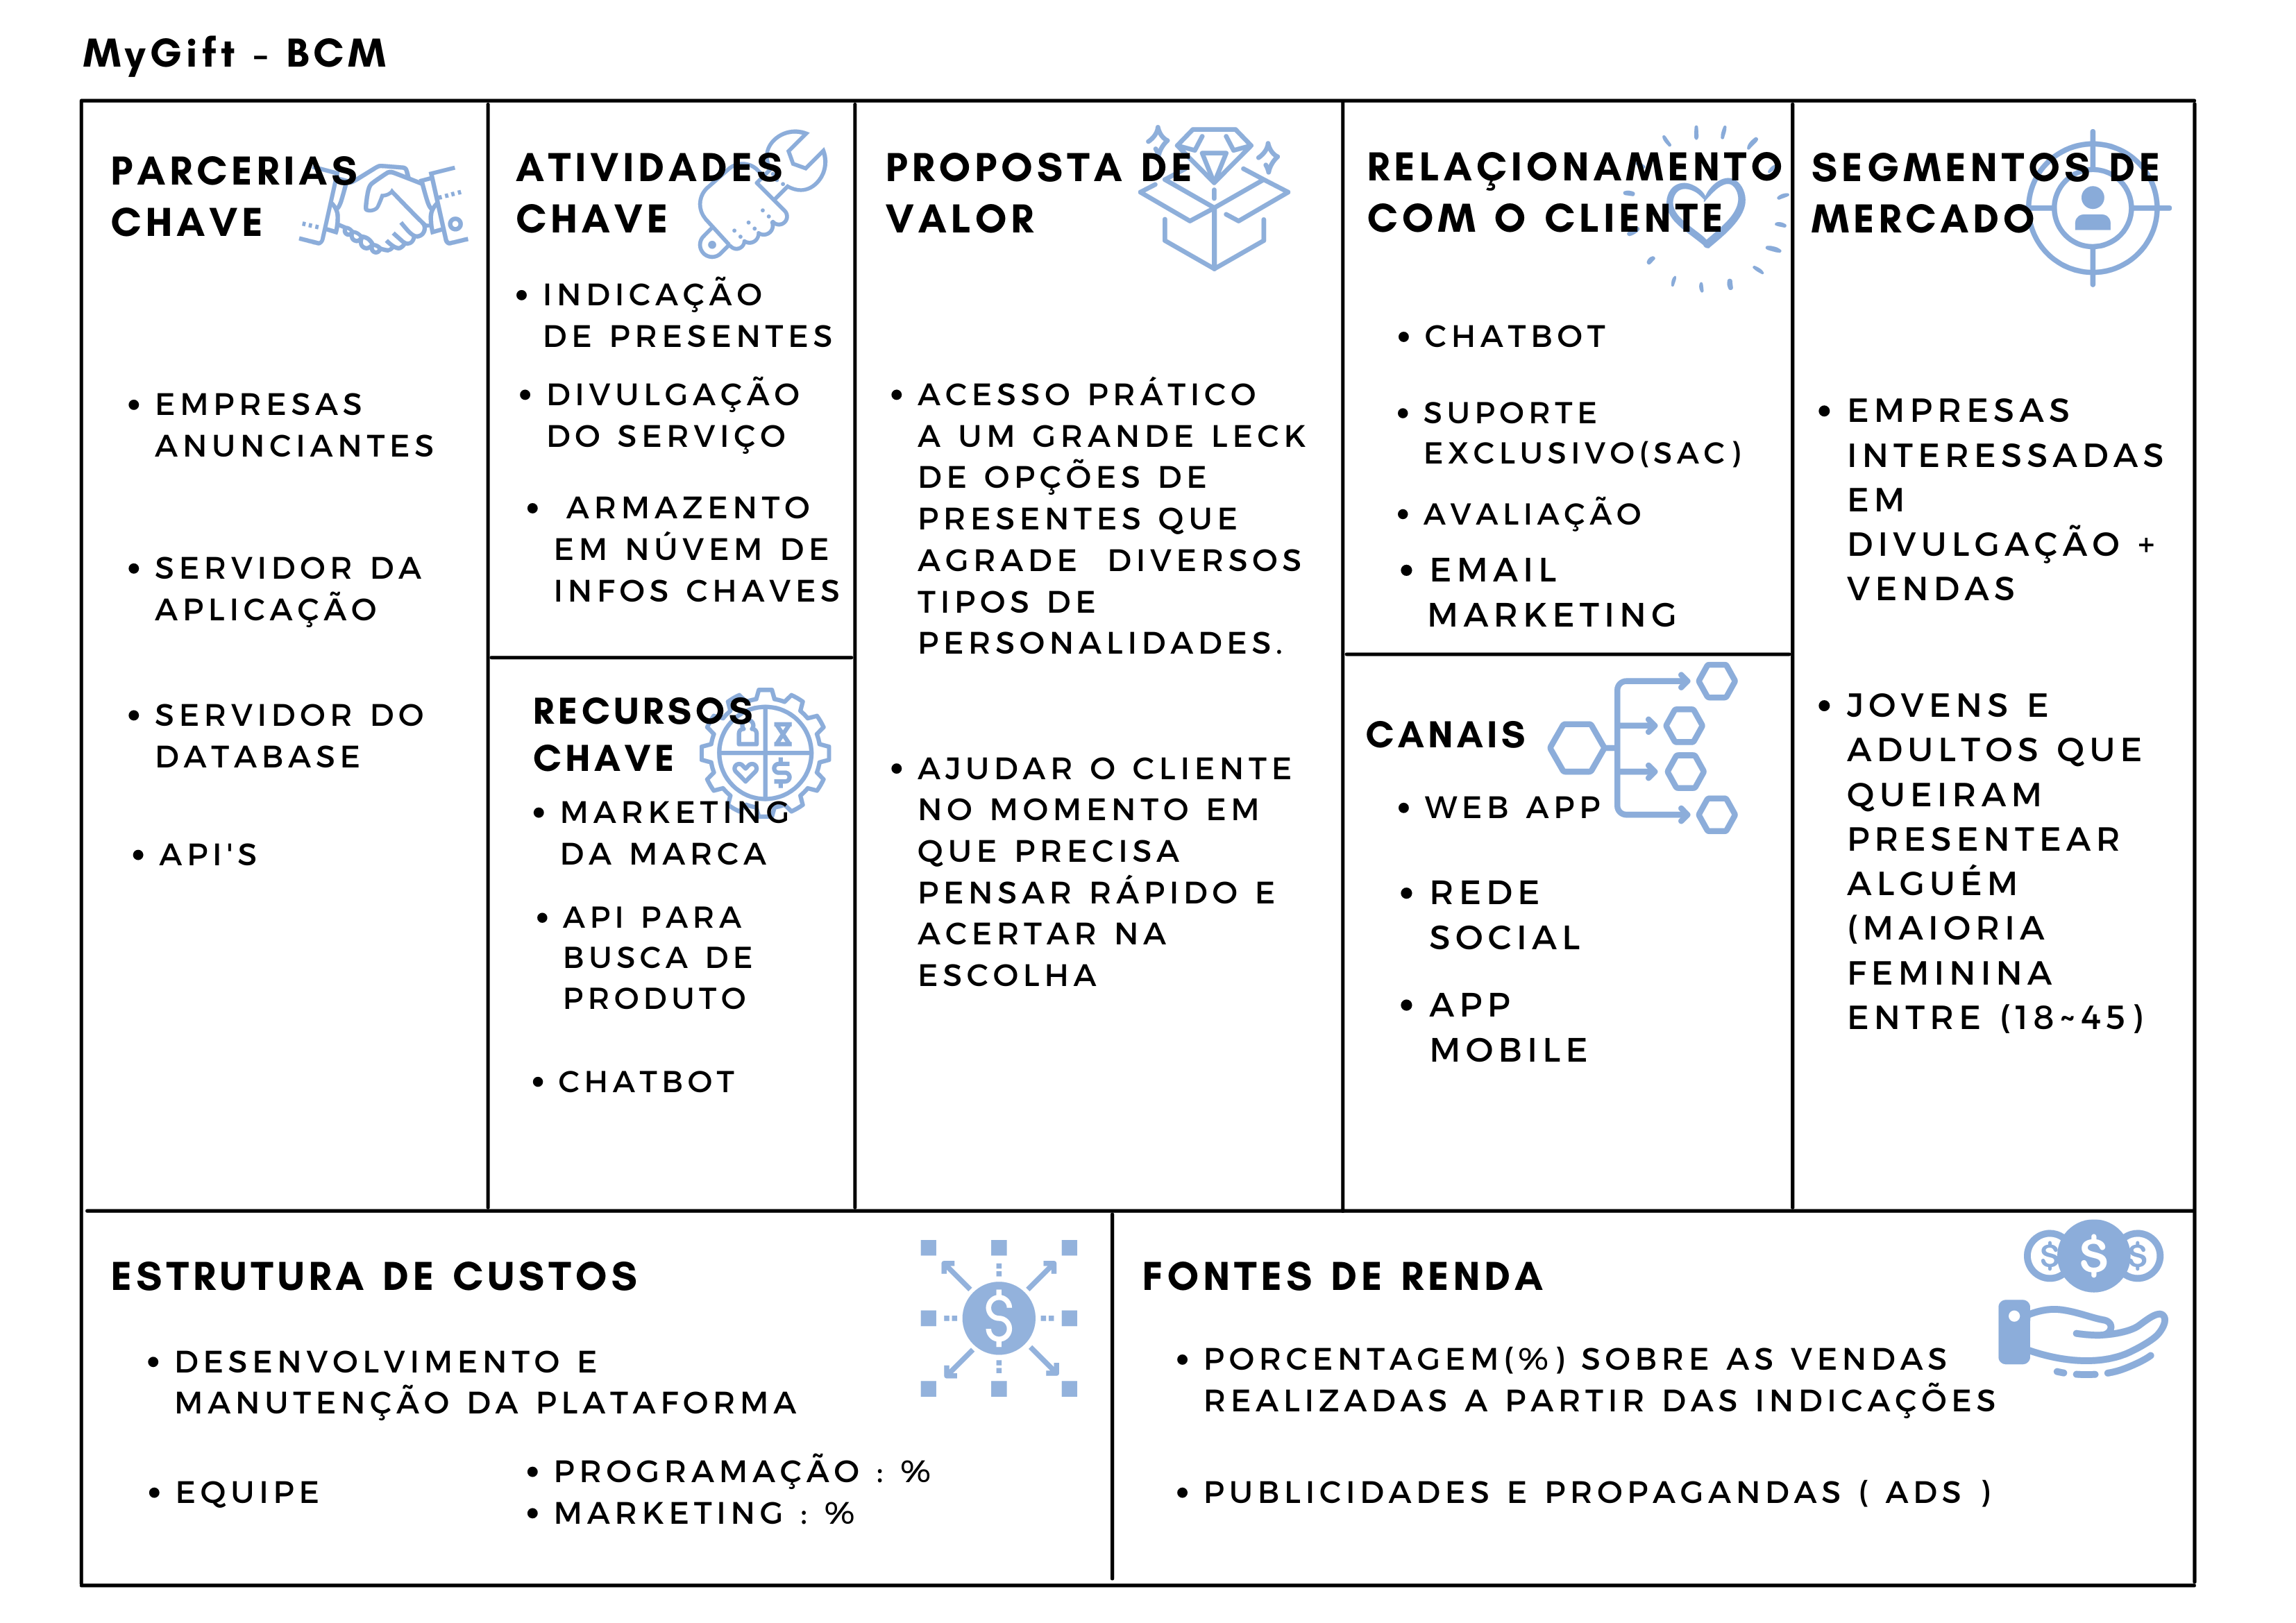 MyGift - BCM
PARCERIAS
CHAVE
• EMPRESAS
ANUNCIANTES
• SERVIDOR DA
APLICAÇÃO
• SERVIDOR DO
DATABASE
• API'S
ATIVIDADES
CHAVE
• INDICAÇÃO
DE PRESENTES
• DIVULGAÇÃO
DO SERVIÇO
• ARMAZENTO
EM NÚVEM DE
INFOS CHAVES
RECURSOS
CHAVE
• MARKETING
DA MARCA
• API PARA
BUSCA DE
PRODUTO
• CHATBOT
PROPOSTA DE
VALOR
• ACESSO PRÁTICO
A UM GRANDE LECK
DE OPÇÕES DE
PRESENTES QUE
AGRADE DIVERSOS
TIPOS DE
PERSONALIDADES.
• AJUDAR O CLIENTE
NO MOMENTO EM
QUE PRECISA
PENSAR RÁPIDO E
ACERTAR NA
ESCOLHA
RELAÇIONAMENTO
COM O CLIENTE
• CHATBOT
• SUPORTE
EXCLUSIVO(SAC)
• AVALIAÇÃO
• EMAIL
MARKETING
CANAIS
• WEB APP
• REDE
SOCIAL
• APP
MOBILE
SEGMENTOS DE
MERCADO
• EMPRESAS
INTERESSADAS
EM
DIVULGAÇÃO +
VENDAS
• JOVENS E
ADULTOS QUE
QUEIRAM
PRESENTEAR
ALGUÉM
(MAIORIA
FEMININA
ENTRE (18~45)
ESTRUTURA DE CUSTOS
• DESENVOLVIMENTO E
MANUTENÇÃO DA PLATAFORMA
• EQUIPE
• PROGRAMAÇÃO : %
• MARKETING : %
FONTES DE RENDA
• PORCENTAGEM(%) SOBRE AS VENDAS
REALIZADAS A PARTIR DAS INDICAÇÕES
• PUBLICIDADES E PROPAGANDAS ( ADS )